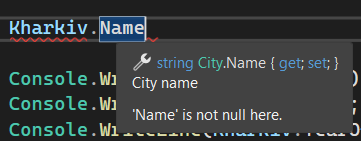 Kharkiv.Name
string City.Name { get; set; }
City name
'Name' is not null here.
Console.Wr
Console.Wr
Console.WriteLine(Kharkiv.YearO